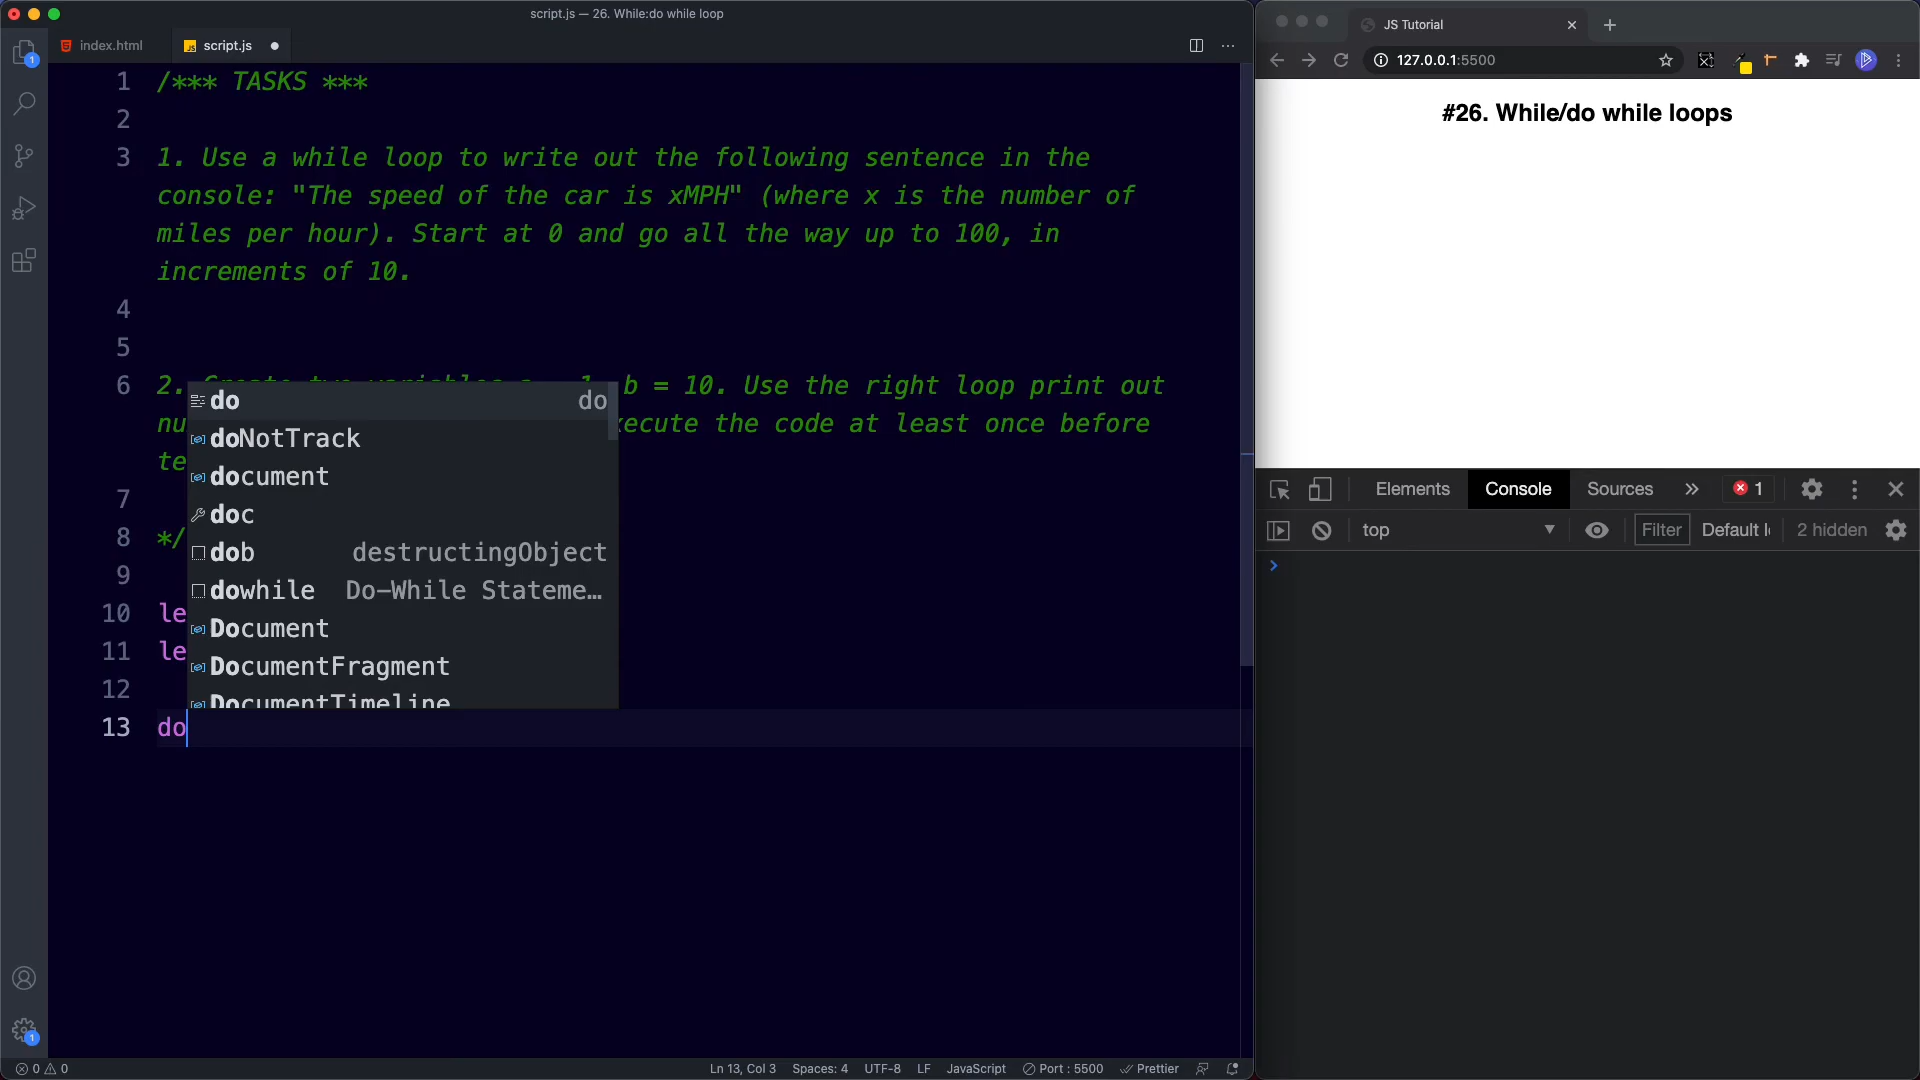 script.js — 26. While:do while loop
index.html
script.js
1 /*** TASKS ***
2
3 1. Use a while loop to write out the following sentence in the
console: "The speed of the car is xMPH" (where x is the number of
miles per hour). Start at 0 and go all the way up to 100, in
increments of 10.
4
5
6 2. b = 10. Use the right loop print out
nu ecute the code at least once before
te
7
8 */
9
10 le
11 le
12
13 do
do do
doNotTrack
document
doc
dob destructingObject
dowhile Do-While Stateme…
Document
DocumentFragment
DocumentTimeline
1
1
0 0
Ln 13, Col 3 Spaces: 4 UTF-8 LF JavaScript Port : 5500 Prettier
JS Tutorial
127.0.0.1:5500
#26. While/do while loops
Elements Console Sources 1
top Filter Default l 2 hidden